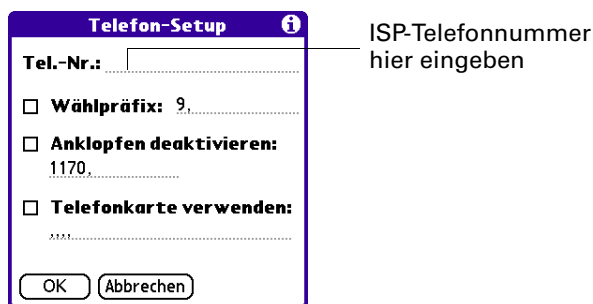 Telefon-Setup
Tel.-Nr.:
Wählpräfix: 9,
Anklopfen deaktivieren:
1170,
Telefonkarte verwenden:
,,,,
OK Abbrechen
ISP-Telefonnummer
hier eingeben